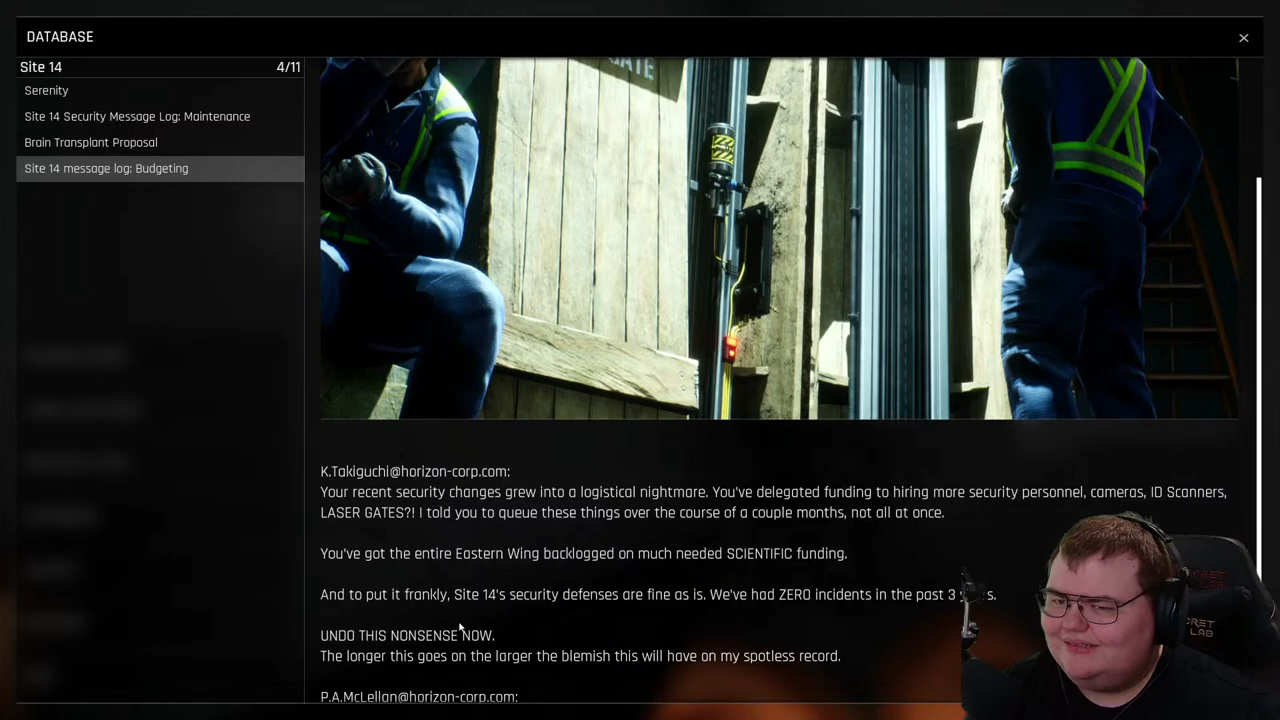 DATABASE
Site 14 4/11
Serenity
Site 14 Security Message Log: Maintenance
Brain Transplant Proposal
Site 14 message log: Budgeting
K.Takiguchi@horizon-corp.com:
Your recent security changes grew into a logistical nightmare. You've delegated funding to hiring more security personnel, cameras, ID Scanners,
LASER GATES?! I told you to queue these things over the course of a couple months, not all at once.
You've got the entire Eastern Wing backlogged on much needed SCIENTIFIC funding.
And to put it frankly, Site 14's security defenses are fine as is. We've had ZERO incidents in the past 3
UNDO THIS NONSENSE NOW.
The longer this goes on the larger the blemish this will have on my spotless record.
P.A.McLellan@horizon-corp.com: